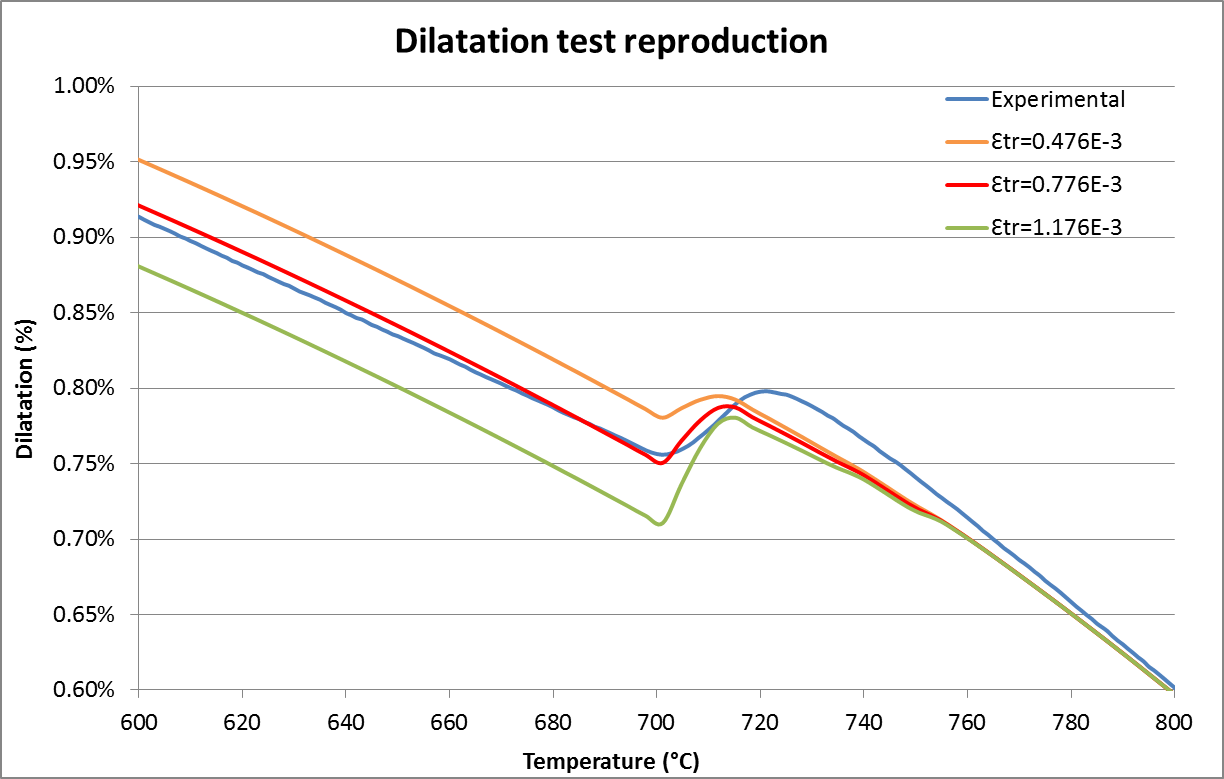 Dilatation test reproduction
1.00%
0.95%
0.90%
0.85%
0.80%
0.75%
0.70%
0.65%
0.60%
Dilatation (%)
Experimental
Ɛtr=0.476E-3
Ɛtr=0.776E-3
Ɛtr=1.176E-3
600 620 640 660 680 700 720 740 760 780 800
Temperature (°C)